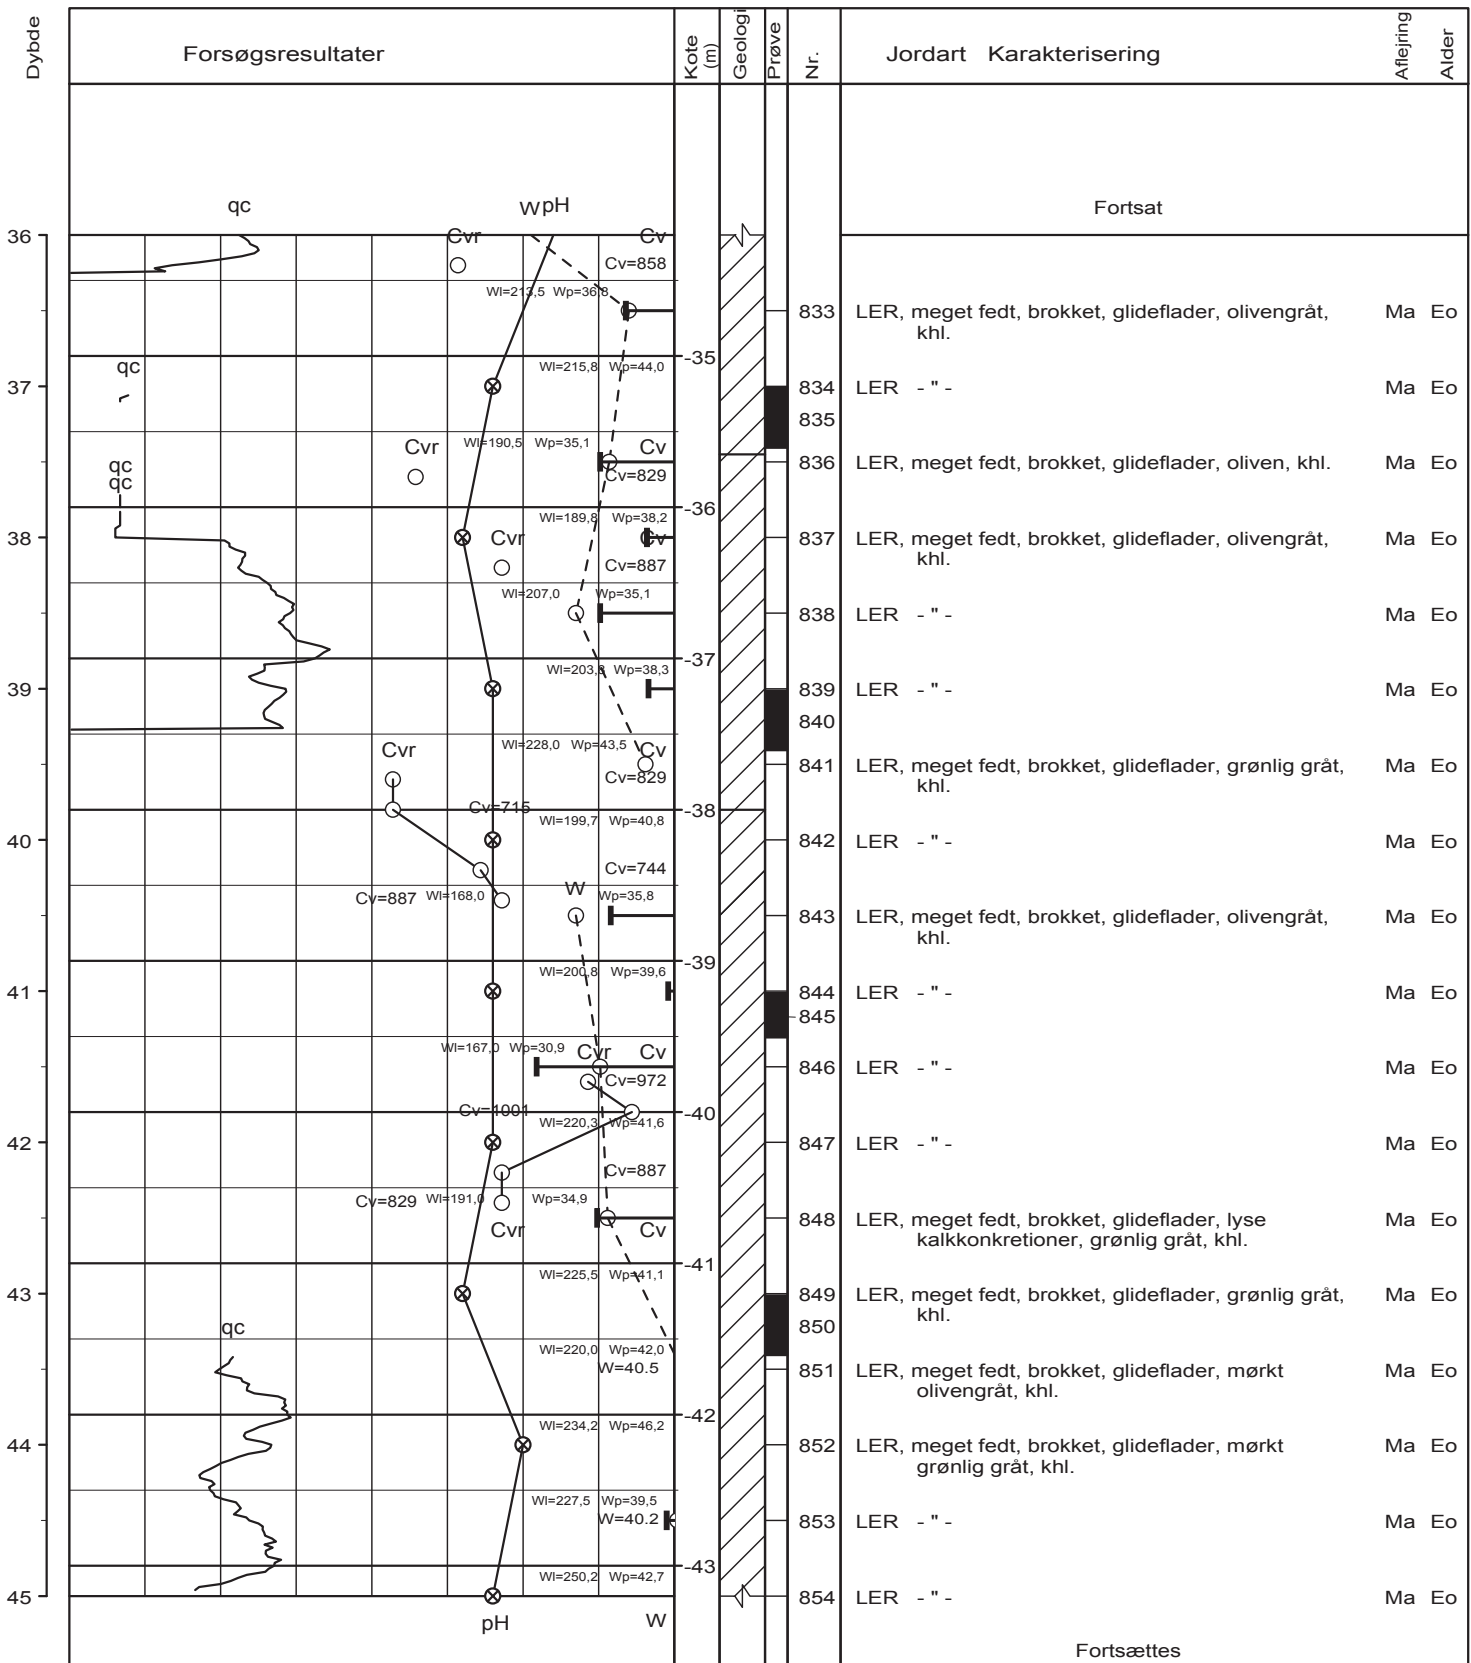 Dybde
Forsøgsresultater
Kote (m)
Geologi
Prøve
Nr.
Jordart Karakterisering
Aflejring
Alder
qc
W pH
Fortsat
36
Cvr
Cv
Cv=858
Wl=213,5 Wp=36,8
833 LER, meget fedt, brokket, glideflader, olivengråt, Ma Eo
khl.
-35
qc
Wl=215,8 Wp=44,0
37
834 LER - " - Ma Eo
835
Cvr
Wl=190,5 Wp=35,1
Cv
836 LER, meget fedt, brokket, glideflader, oliven, khl. Ma Eo
qc
Cv=829
qc
-36
Wl=189,8 Wp=38,2
38
Cvr
Cv
837 LER, meget fedt, brokket, glideflader, olivengråt, Ma Eo
khl.
Cv=887
Wl=207,0 Wp=35,1
838 LER - " - Ma Eo
-37
Wl=203,3 Wp=38,3
39
839 LER - " - Ma Eo
840
Cvr
Wl=228,0 Wp=43,5
Cv
841 LER, meget fedt, brokket, glideflader, grønlig gråt, Ma Eo
khl.
Cv=829
Cv=715
-38
Wl=199,7 Wp=40,8
40
842 LER - " - Ma Eo
Cv=744
Cv=887
Wl=168,0
W
Wp=35,8
843 LER, meget fedt, brokket, glideflader, olivengråt, Ma Eo
khl.
-39
Wl=200,8 Wp=39,6
41
844 LER - " - Ma Eo
845
Wl=167,0 Wp=30,9
Cvr
Cv
846 LER - " - Ma Eo
Cv=972
Cv=1001
-40
Wl=220,3 Wp=41,6
42
847 LER - " - Ma Eo
Cv=887
Cv=829
Wl=191,0 Wp=34,9
848 LER, meget fedt, brokket, glideflader, lyse Ma Eo
kalkkonkretioner, grønlig gråt, khl.
Cvr
Cv
-41
Wl=225,5 Wp=41,1
43
849 LER, meget fedt, brokket, glideflader, grønlig gråt, Ma Eo
khl.
850
qc
Wl=220,0 Wp=42,0
W=40.5
851 LER, meget fedt, brokket, glideflader, mørkt Ma Eo
olivengråt, khl.
-42
Wl=234,2 Wp=46,2
44
852 LER, meget fedt, brokket, glideflader, mørkt Ma Eo
grønlig gråt, khl.
Wl=227,5 Wp=39,5
W=40.2
853 LER - " - Ma Eo
-43
Wl=250,2 Wp=42,7
45
854 LER - " - Ma Eo
pH
W
Fortsættes